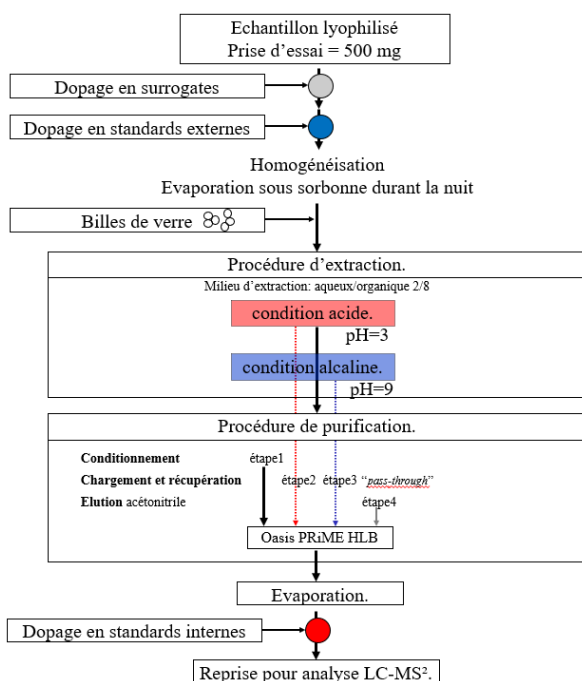 Echantillon lyophilisé
Prise d’essai = 500 mg
Dopage en surrogates
Dopage en standards externes
Homogénéisation
Evaporation sous sorbonne durant la nuit
Billes de verre
Procédure d’extraction.
Milieu d’extraction: aqueux/organique 2/8
condition acide.
pH=3
condition alcaline.
pH=9
Procédure de purification.
Conditionnement étape1
Chargement et récupération étape2 étape3 “pass-through”
Elution acétonitrile étape4
Oasis PRiME HLB
Evaporation.
Dopage en standards internes
Reprise pour analyse LC-MS².